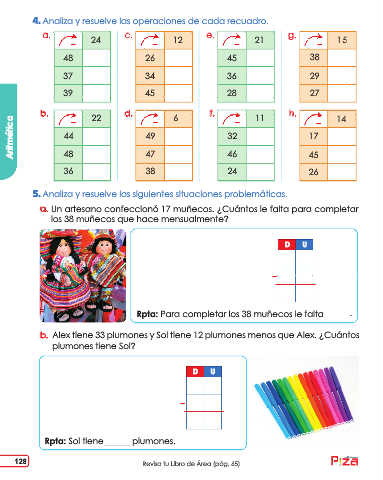 4. Analiza y resuelve las operaciones de cada recuadro.
a. c. e. g.
− 24 − 12 − 21 − 15
48 26 45 38
37 34 36 29
39 45 28 27
b. d. f. h.
− 22 − 6 − 11 − 14
44 49 32 17
48 47 46 45
36 38 24 26
Aritmética
5. Analiza y resuelve los siguientes situaciones problemáticas.
a. Un artesano confeccionó 17 muñecos. ¿Cuántos le falta para completar
los 38 muñecos que hace mensualmente?
D U
−
Rpta: Para completar los 38 muñecos le falta .
b. Alex tiene 33 plumones y Sol tiene 12 plumones menos que Alex. ¿Cuántos
plumones tiene Sol?
D U
−
Rpta: Sol tiene ______ plumones.
128
Revisa tu Libro de Área (pág. 65)
Piza